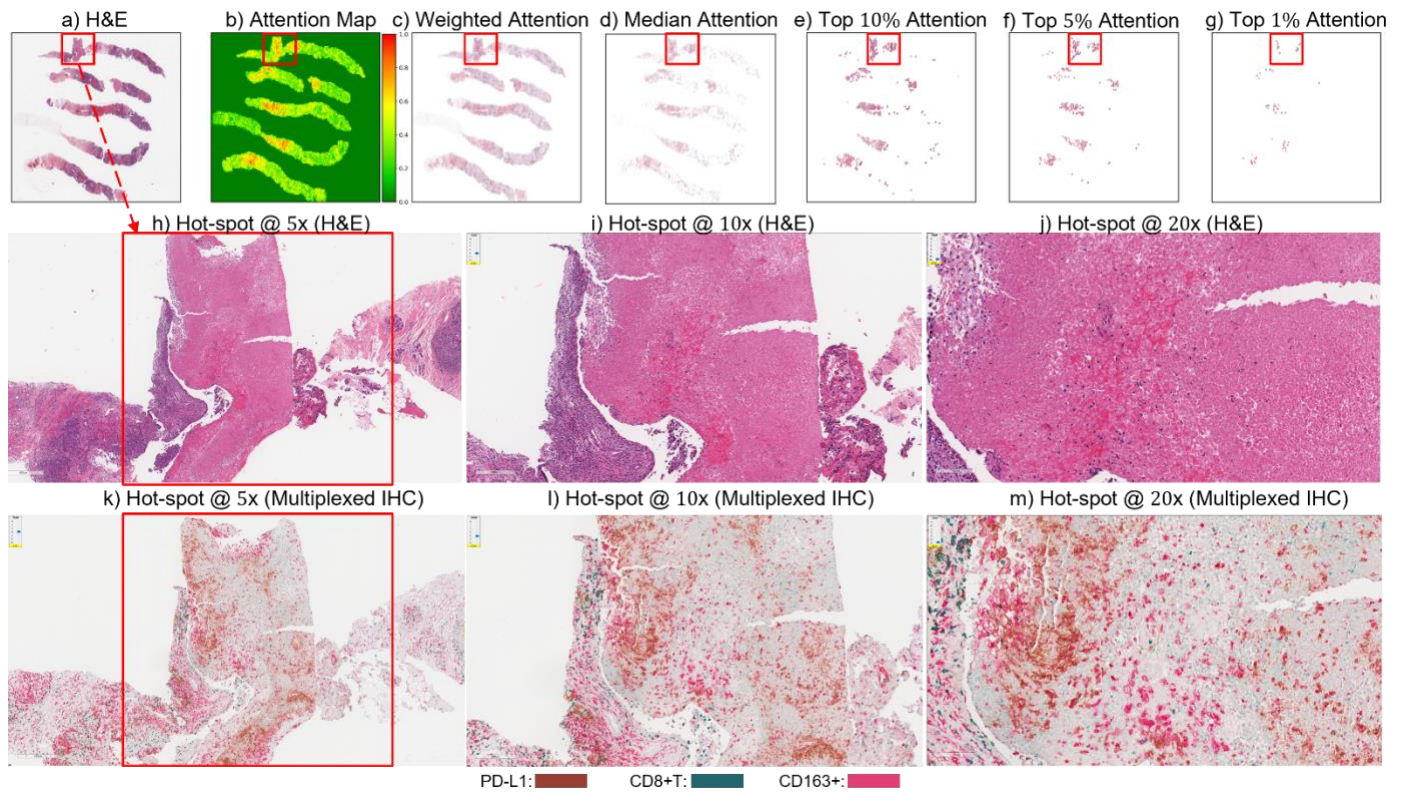 a) H&E
b) Attention Map
c) Weighted Attention
d) Median Attention
e) Top 10% Attention
f) Top 5% Attention
g) Top 1% Attention
1.0
0.8
0.6
0.4
0.2
0.0
h) Hot-spot @ 5x (H&E)
i) Hot-spot @ 10x (H&E)
j) Hot-spot @ 20x (H&E)
k) Hot-spot @ 5x (Multiplexed IHC)
l) Hot-spot @ 10x (Multiplexed IHC)
m) Hot-spot @ 20x (Multiplexed IHC)
PD-L1:
CD8+T:
CD163+: